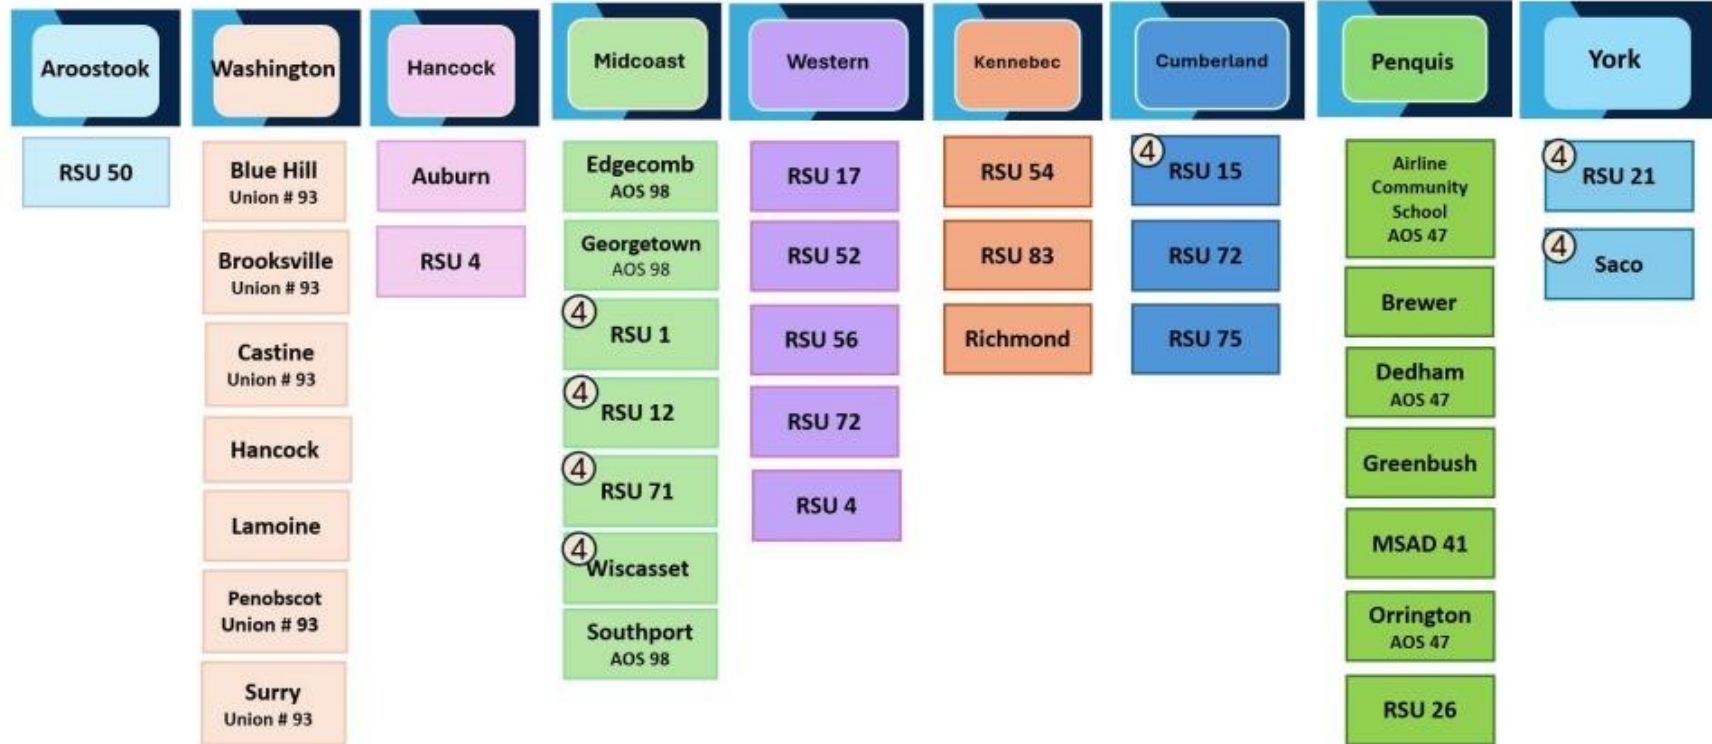 Aroostook
Washington
Hancock
Midcoast
Western
Kennebec
Cumberland
Penquis
York
RSU 50
Blue Hill
Union # 93
Brooksville
Union # 93
Castine
Union # 93
Hancock
Lamoine
Penobscot
Union # 93
Surry
Union # 93
Auburn
RSU 4
Edgecomb
AOS 98
Georgetown
AOS 98
4
RSU 1
4
RSU 12
4
RSU 71
4
Wiscasset
Southport
AOS 98
RSU 17
RSU 52
RSU 56
RSU 72
RSU 4
RSU 54
RSU 83
Richmond
4
RSU 15
RSU 72
RSU 75
Airline
Community
School
AOS 47
Brewer
Dedham
AOS 47
Greenbush
MSAD 41
Orrington
AOS 47
RSU 26
4
RSU 21
4
Saco